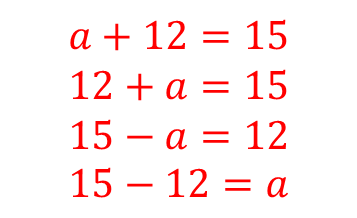 a + 12 = 15
12 + a = 15
15 − a = 12
15 − 12 = a